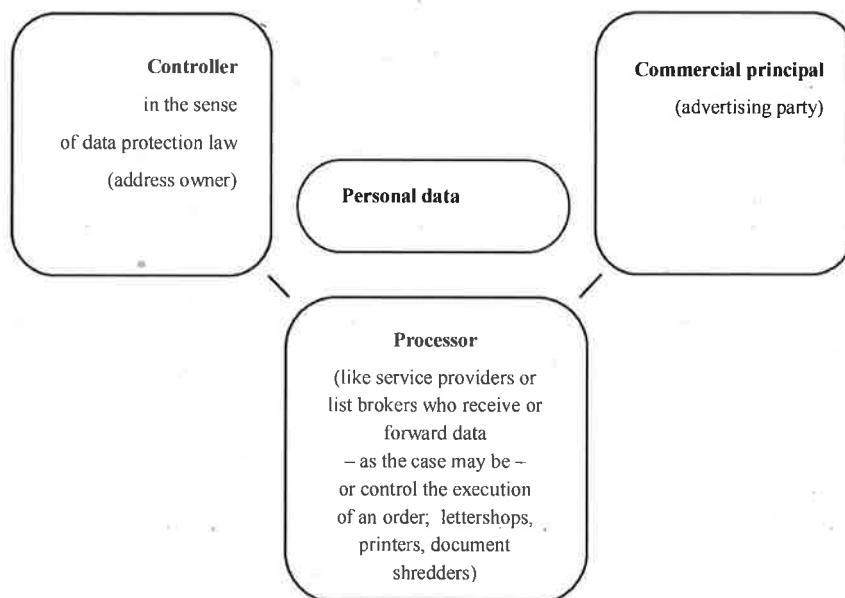 Controller
in the sense
of data protection law
(address owner)
Commercial principal
(advertising party)
Personal data
Processor
(like service providers or
list brokers who receive or
forward data
– as the case may be –
or control the execution
of an order; lettershops,
printers, document
shredders)